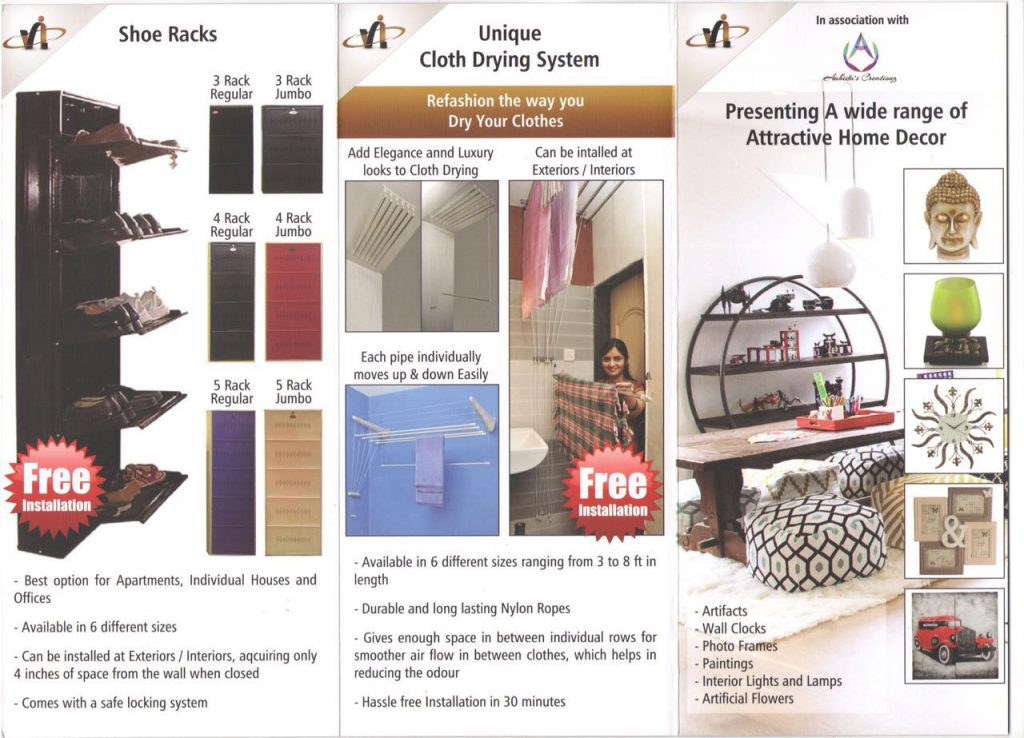 Shoe Racks
3 Rack
Regular
3 Rack
Jumbo
4 Rack
Regular
4 Rack
Jumbo
5 Rack
Regular
5 Rack
Jumbo
Free
Installation
- Best option for Apartments, Individual Houses and
Offices
- Available in 6 different sizes
- Can be installed at Exteriors / Interiors, aqcuiring only
4 inches of space from the wall when closed
- Comes with a safe locking system
Unique
Cloth Drying System
Refashion the way you
Dry Your Clothes
Add Elegance annd Luxury
looks to Cloth Drying
Can be intalled at
Exteriors / Interiors
Each pipe individually
moves up & down Easily
Free
Installation
- Available in 6 different sizes ranging from 3 to 8 ft in
length
- Durable and long lasting Nylon Ropes
- Gives enough space in between individual rows for
smoother air flow in between clothes, which helps in
reducing the odour
- Hassle free Installation in 30 minutes
In association with
Presenting A wide range of
Attractive Home Decor
&
- Artifacts
- Wall Clocks
- Photo Frames
- Paintings
- Interior Lights and Lamps
- Artificial Flowers